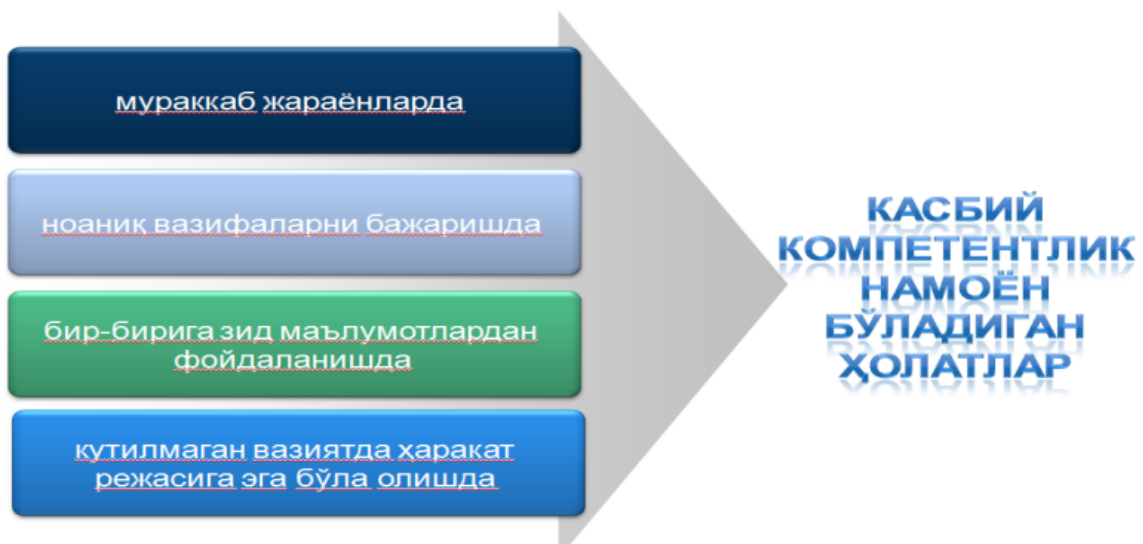 мураккаб жараёнларда
ноаниқ вазифаларни бажаришда
бир-бирига зид маълумотлардан
фойдаланишда
кутилмаган вазиятда ҳаракат
режасига эга бўла олишда
КАСБИЙ
КОМПЕТЕНТЛИК
НАМОЁН
БЎЛАДИГАН
ҲОЛАТЛАР